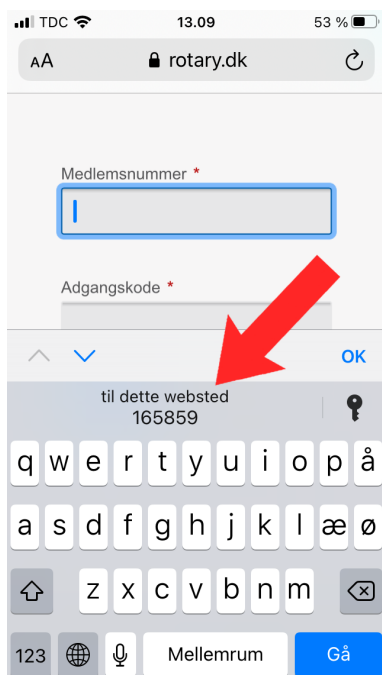 TDC 13.09 53 %
AA rotary.dk
Medlemsnummer *
Adgangskode *
OK
til dette websted
165859
q w e r t y u i o p å
a s d f g h j k l æ ø
z x c v b n m
123 Mellemrum Gå